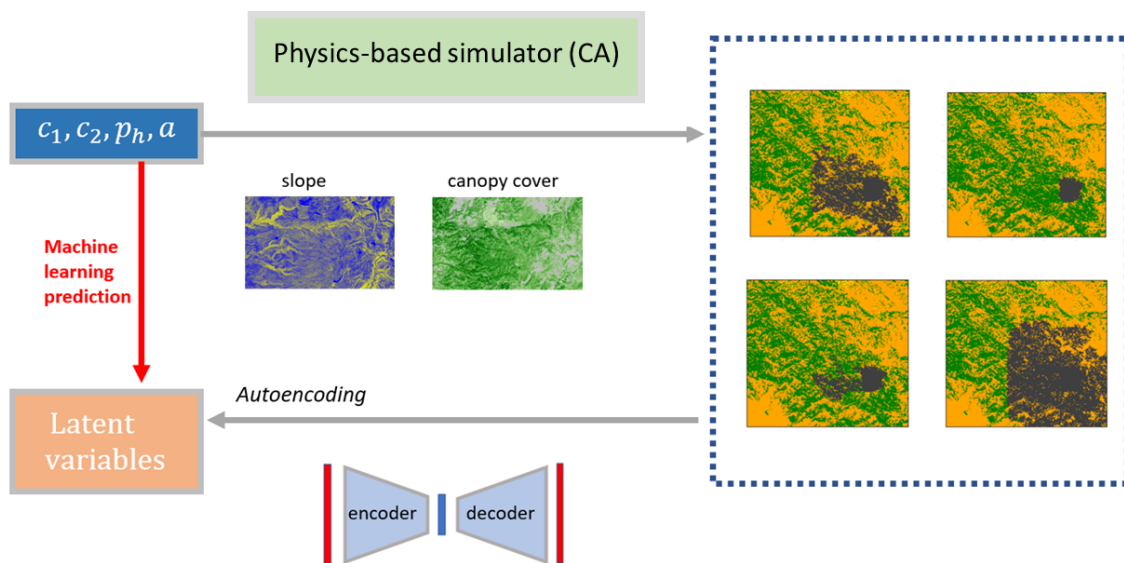 Physics-based simulator (CA)
c₁, c₂, pₕ, a
slope
canopy cover
Machine
learning
prediction
Autoencoding
Latent
variables
encoder
decoder